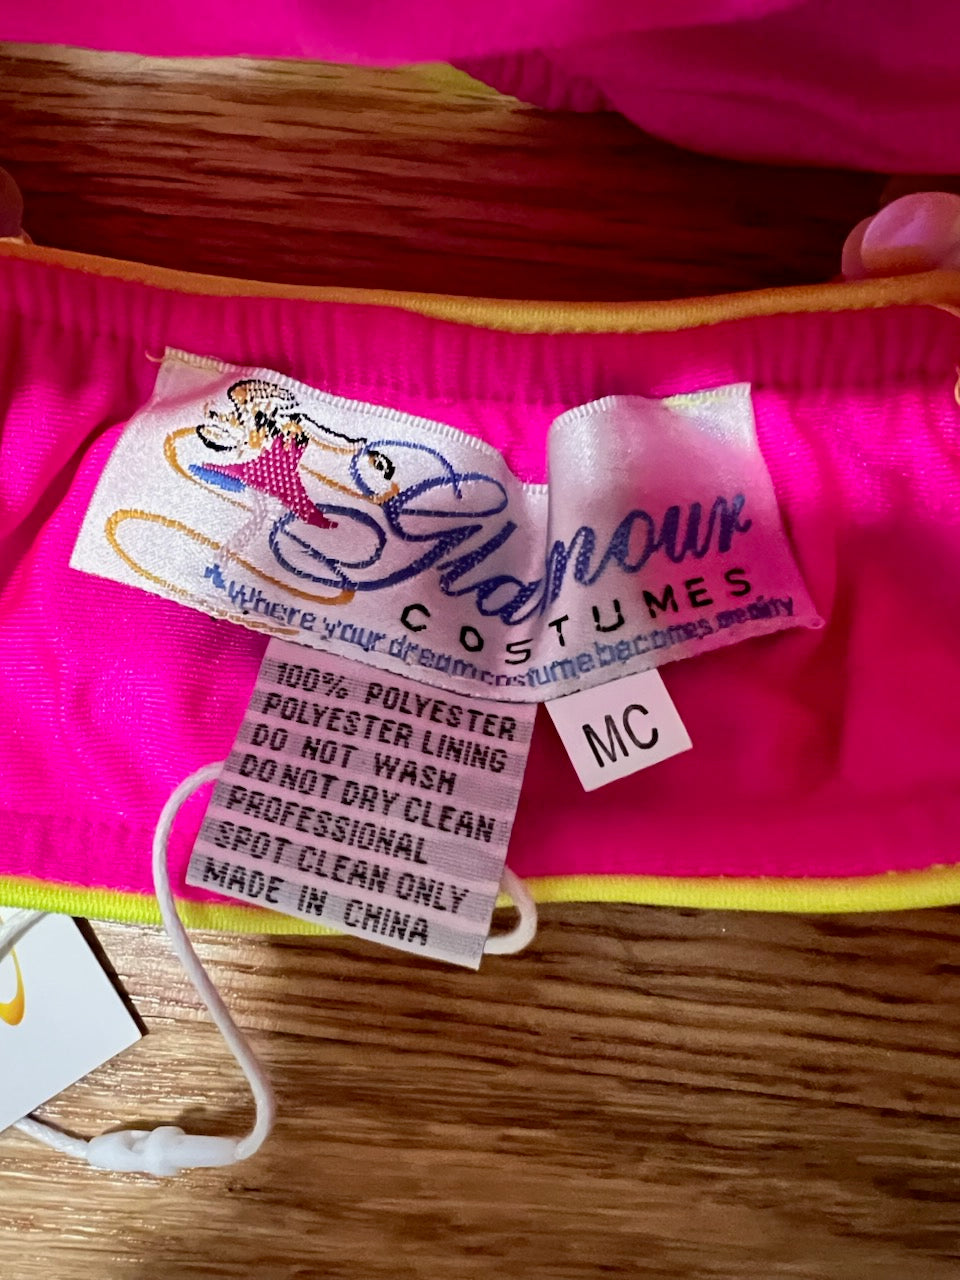 Glamour
COSTUMES
Where your dream costume becomes reality
MC
100% POLYESTER
POLYESTER LINING
DO NOT WASH
DO NOT DRY CLEAN
PROFESSIONAL
SPOT CLEAN ONLY
MADE IN CHINA